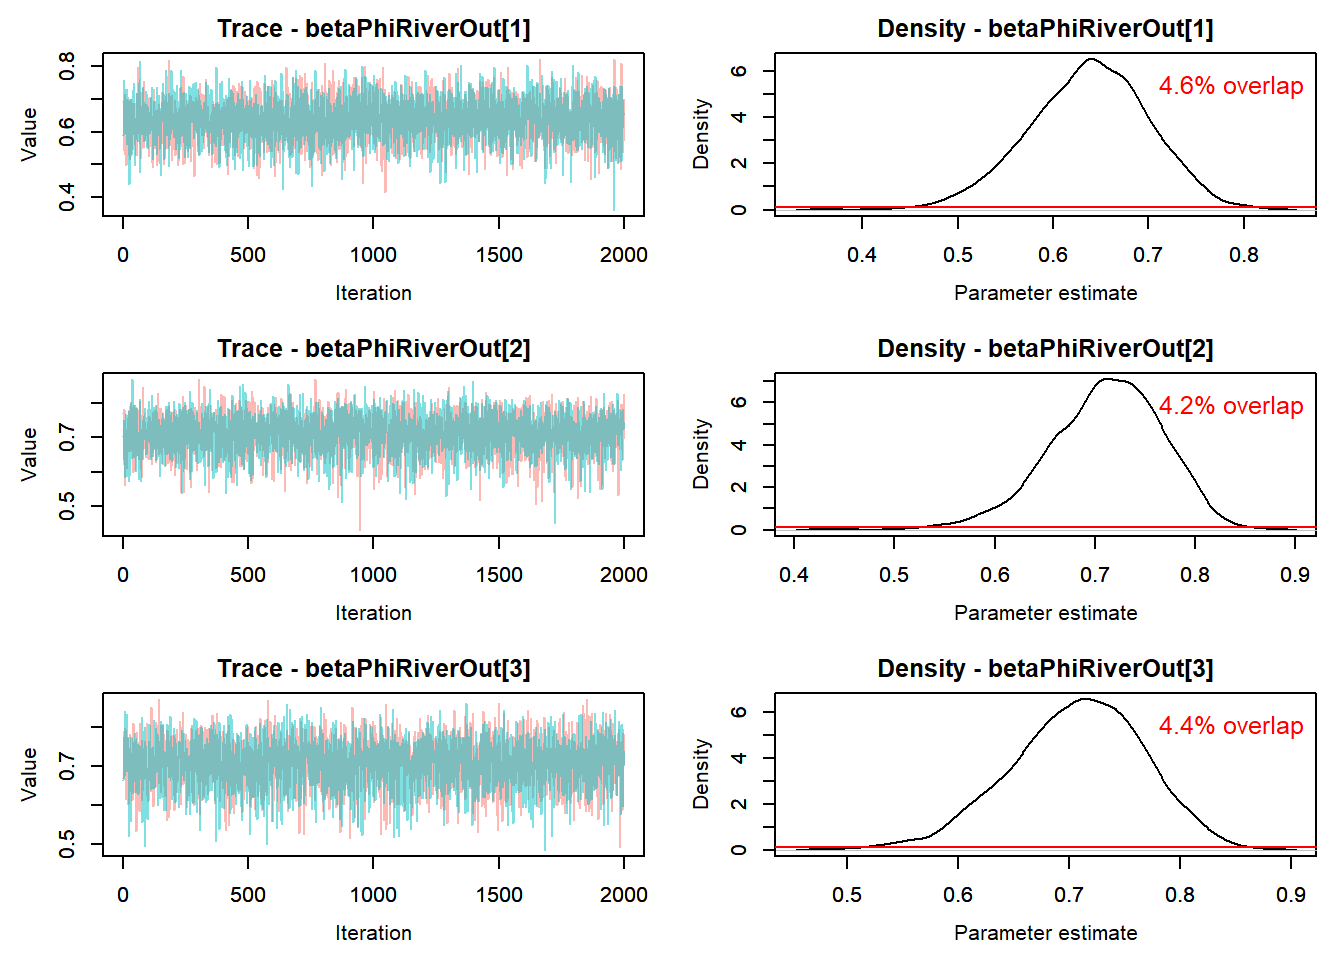 Trace - betaPhiRiverOut[1]
Value
0.4 0.6 0.8
0 500 1000 1500 2000
Iteration
Density - betaPhiRiverOut[1]
4.6% overlap
Density
0 2 4 6
0.4 0.5 0.6 0.7 0.8
Parameter estimate
Trace - betaPhiRiverOut[2]
Value
0.5 0.7
0 500 1000 1500 2000
Iteration
Density - betaPhiRiverOut[2]
4.2% overlap
Density
0 2 4 6
0.4 0.5 0.6 0.7 0.8 0.9
Parameter estimate
Trace - betaPhiRiverOut[3]
Value
0.5 0.7
0 500 1000 1500 2000
Iteration
Density - betaPhiRiverOut[3]
4.4% overlap
Density
0 2 4 6
0.5 0.6 0.7 0.8 0.9
Parameter estimate